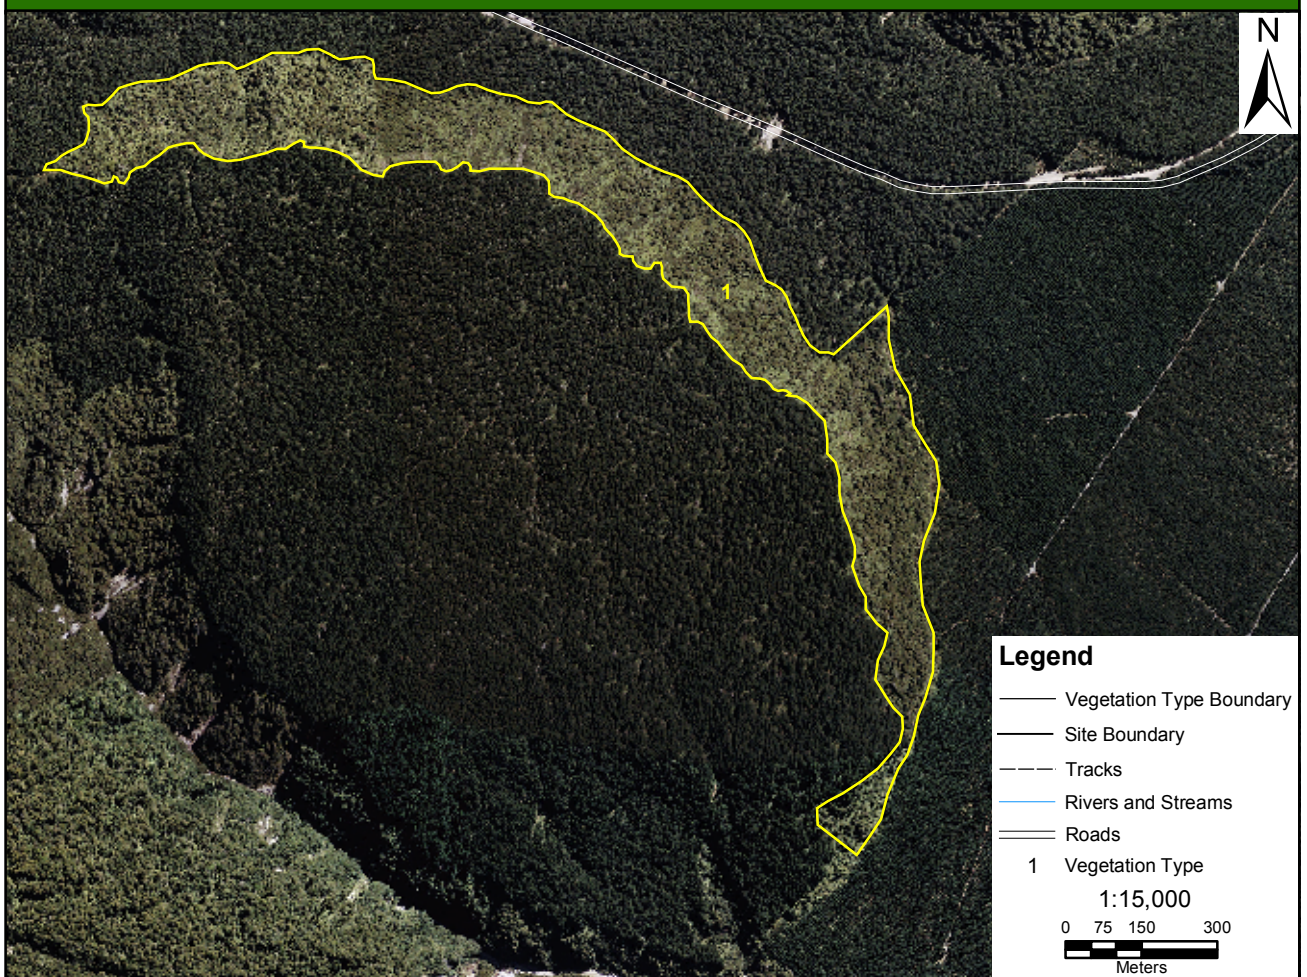 N
1
Legend
Vegetation Type Boundary
Site Boundary
Tracks
Rivers and Streams
Roads
1 Vegetation Type
1:15,000
0 75 150 300
Meters